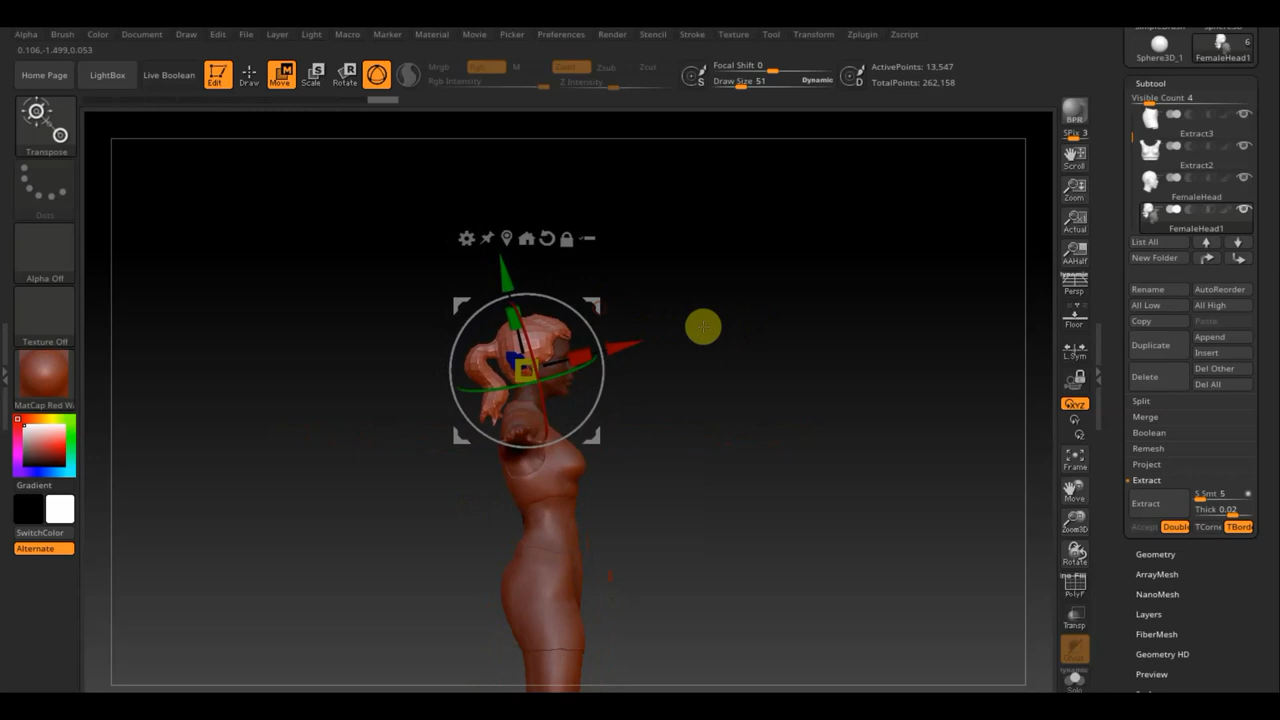 Alpha Brush Color Document Draw Edit File Layer Light Macro Marker Material Movie Picker Preferences Render Stencil Stroke Texture Tool Transform Zplugin Zscript
0.106,-1.499,0.053
Home Page LightBox Live Boolean Edit Draw Move Scale Rotate
Mrgb Rgb M Zadd Zsub Zcut
Rgb Intensity Z Intensity
S Focal Shift 0
Draw Size 51 Dynamic
D ActivePoints: 13,547
TotalPoints: 262,158
Transpose
Dots
Alpha Off
Texture Off
MatCap Red Wa
Gradient
SwitchColor
Alternate
BPR
SPix 3
Scroll
Zoom
Actual
AAHalf
Dynamic
Persp
Floor
L.Sym
XYZ
Y
Z
Frame
Move
Zoom3D
Rotate
Line Fill
PolyF
Transp
Dynamic
Solo
6
Sphere3D_1 FemaleHead1
Subtool
Visible Count 4
Extract3
Extract2
FemaleHead
FemaleHead1
List All
New Folder
Rename AutoReorder
All Low All High
Copy Paste
Duplicate Append
Insert
Delete Del Other
Del All
Split
Merge
Boolean
Remesh
Project
Extract
Extract S Smt 5
Thick 0.02
Accept Double TCorne TBorde
Geometry
ArrayMesh
NanoMesh
Layers
FiberMesh
Geometry HD
Preview